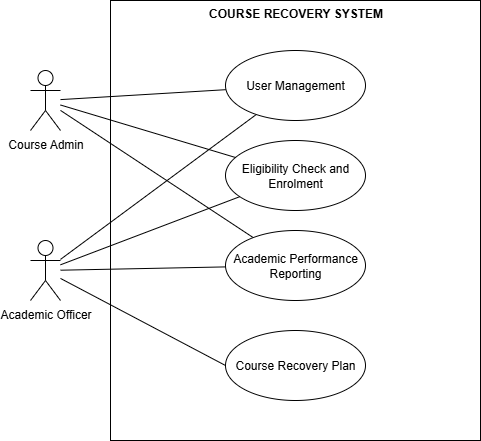 COURSE RECOVERY SYSTEM
User Management
Course Admin
Eligibility Check and
Enrolment
Academic Performance
Reporting
Academic Officer
Course Recovery Plan